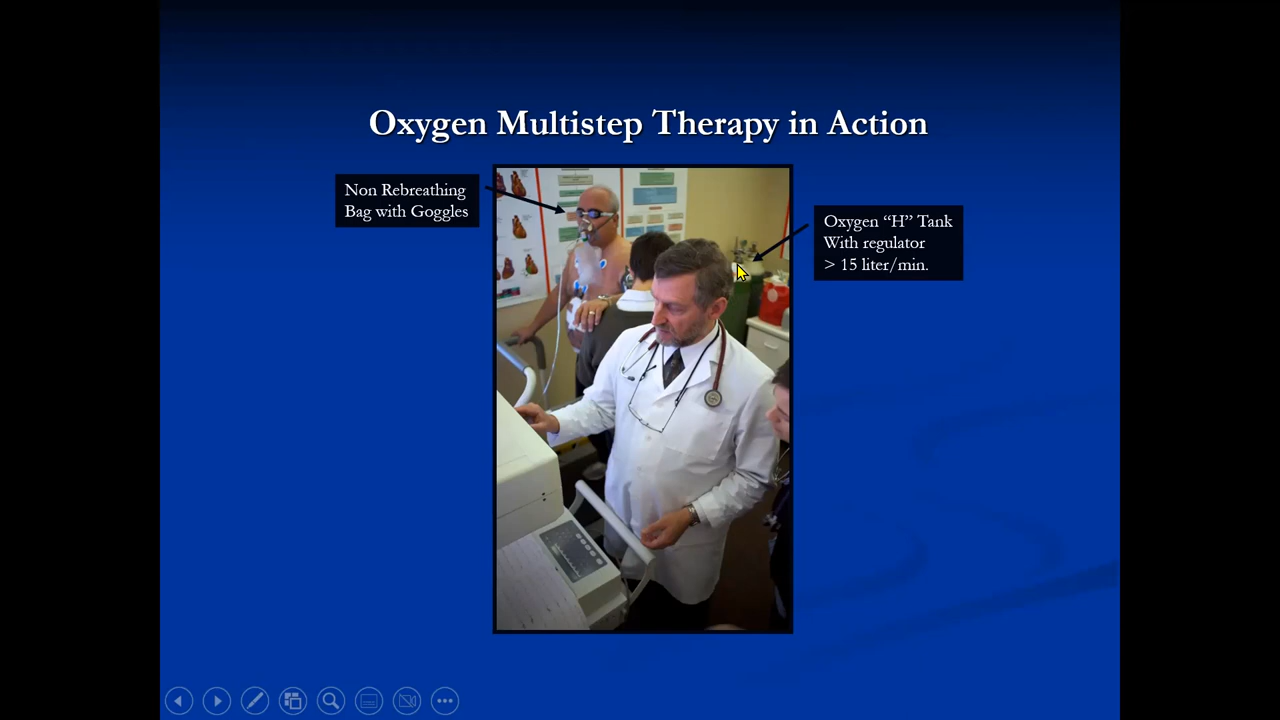 Oxygen Multistep Therapy in Action
Non Rebreathing
Bag with Goggles
Oxygen “H” Tank
With regulator
> 15 liter/min.